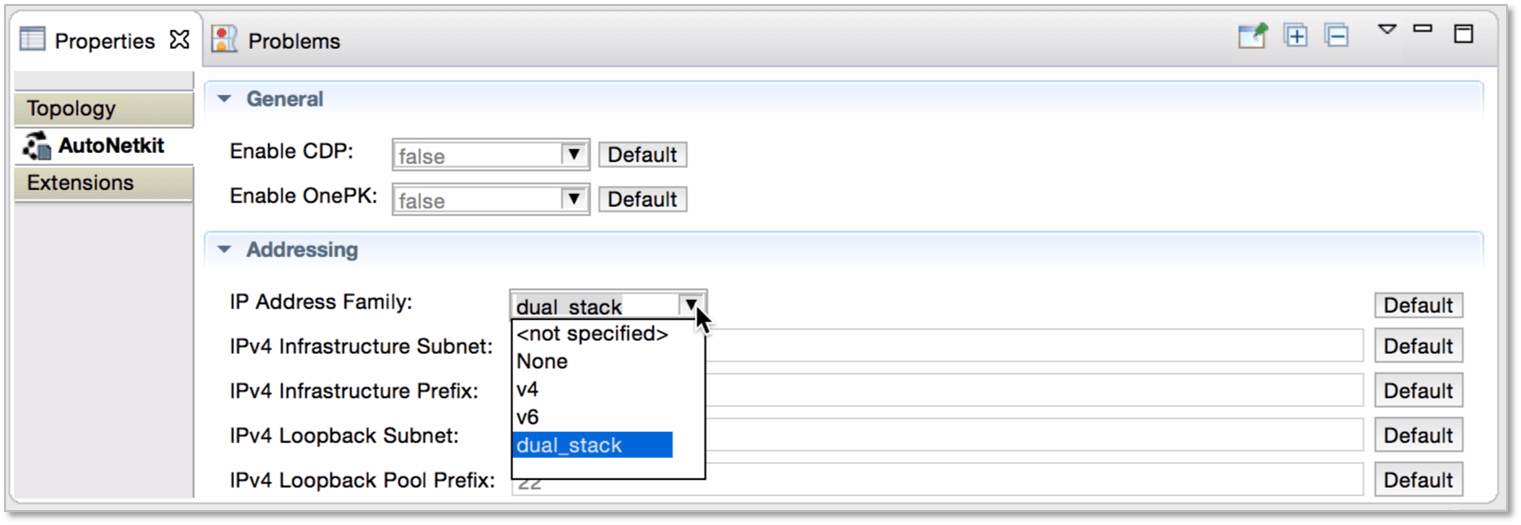 Properties Problems
Topology
AutoNetkit
Extensions
General
Enable CDP: false Default
Enable OnePK: false Default
Addressing
IP Address Family: dual_stack Default
<not specified>
IPv4 Infrastructure Subnet: Default
None
IPv4 Infrastructure Prefix: v4 Default
v6
IPv4 Loopback Subnet: dual_stack Default
IPv4 Loopback Pool Prefix: 22 Default